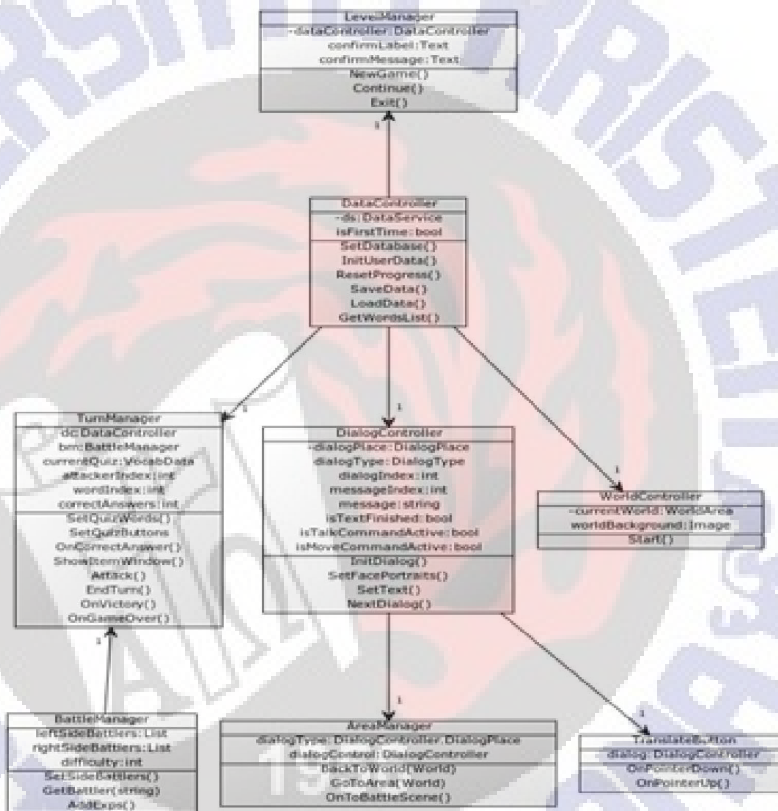 LevelManager
-dataController:DataController
confirmLabel:Text
confirmMessage:Text
NewGame()
Continue()
Exit()
1
DataController
-ds:DataService
isFirstTime:bool
SetDatabase()
InitUserData()
ResetProgress()
SaveData()
LoadData()
GetWordsList()
1
1
1
TurnManager
dc:DataController
bm:BattleManager
currentQuiz:VocabData
attackerIndex:int
wordIndex:int
correctAnswers:int
SetQuizWords()
SetQuizButtons
OnCorrectAnswer()
ShowItemWindow()
Attack()
EndTurn()
OnVictory()
OnGameOver()
1
DialogController
-dialogPlace:DialogPlace
dialogType:DialogType
dialogIndex:int
messageIndex:int
message:string
isTextFinished:bool
isTalkCommandActive:bool
isMoveCommandActive:bool
InitDialog()
SetFacePortraits()
SetText()
NextDialog()
WorldController
-currentWorld:WorldArea
worldBackground:Image
Start()
1
1
BattleManager
leftSideBattlers:List
rightSideBattlers:List
difficulty:int
SetSideBattlers()
GetBattler(string)
AddExps()
AreaManager
dialogType:DialogController.DialogPlace
dialogControl:DialogController
BackToWorld(World)
GoToArea(World)
OnToBattleScene()
TranslateButton
dialog:DialogController
OnPointerDown()
OnPointerUp()